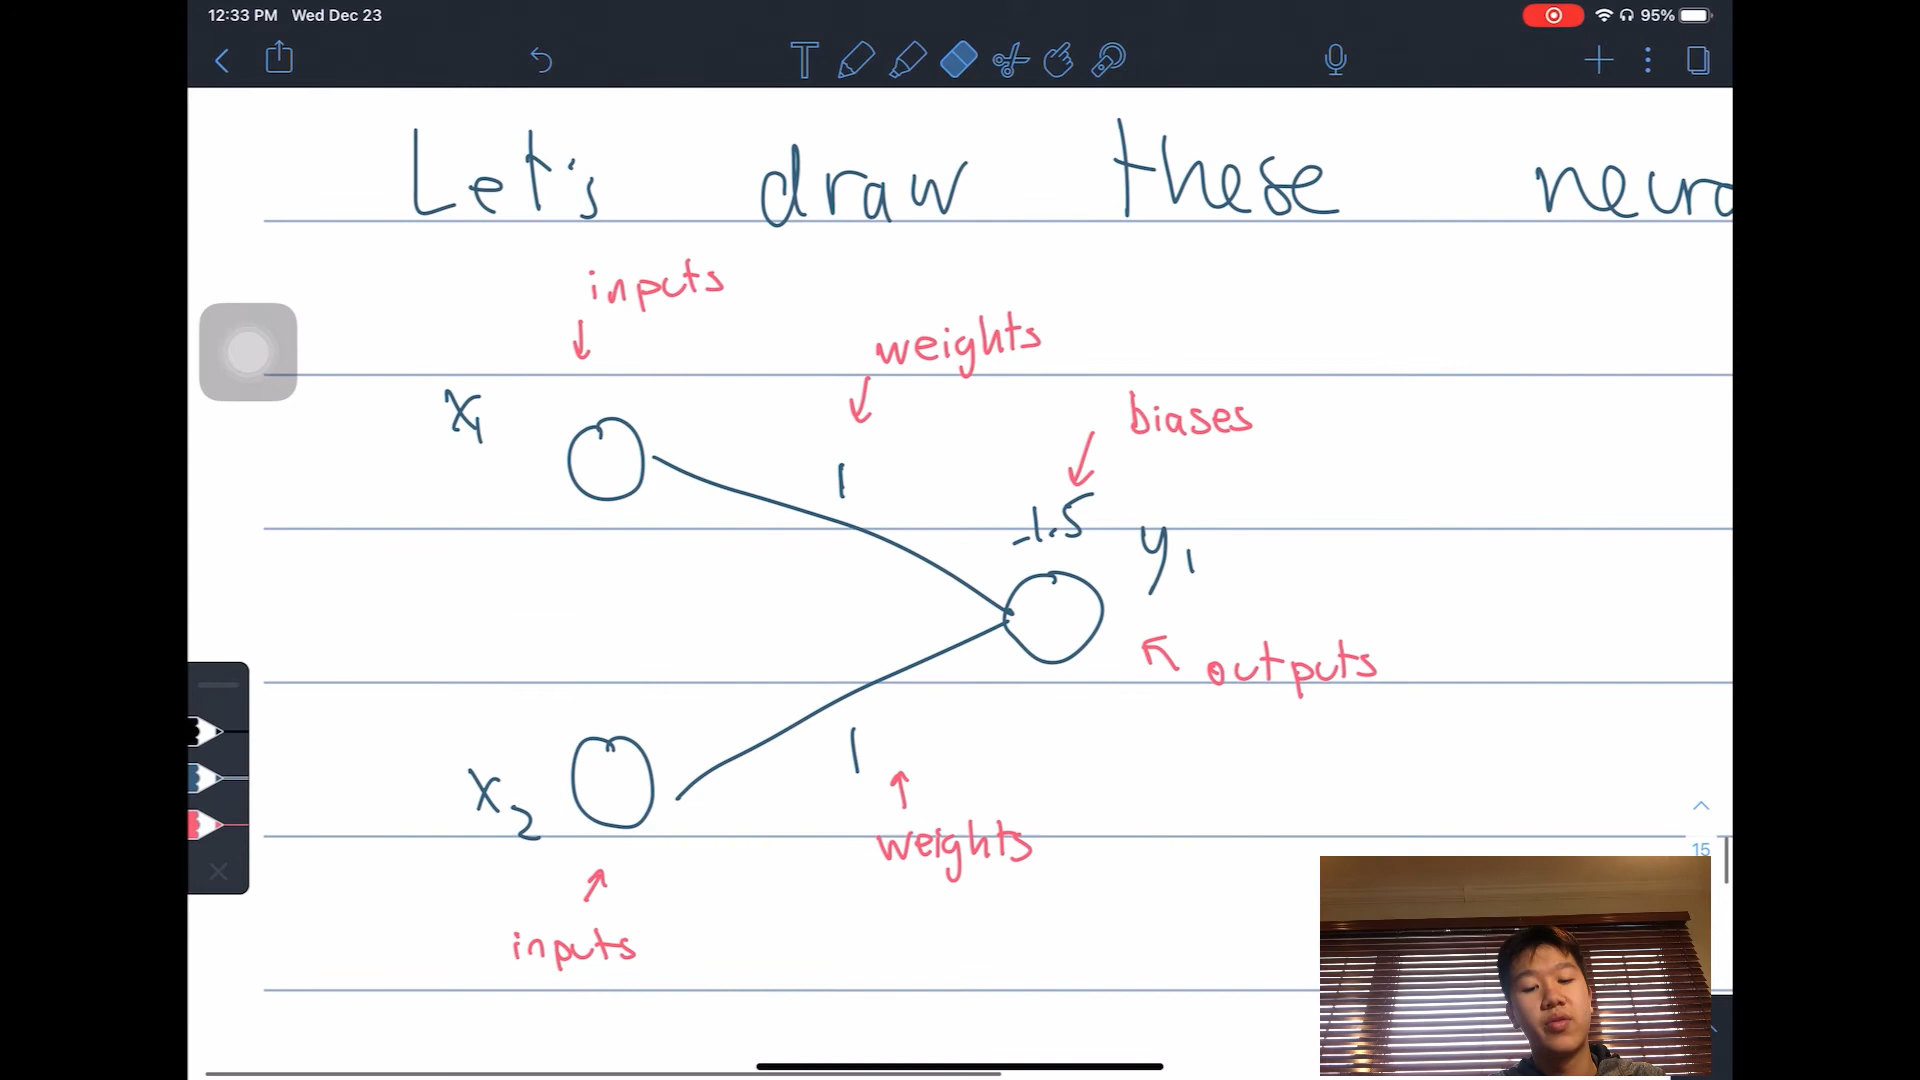 12:33 PM Wed Dec 23
95%
T
Let's draw these neuro
inputs
weights
x1
biases
1
-1.5
y1
outputs
x2
1
weights
15
inputs